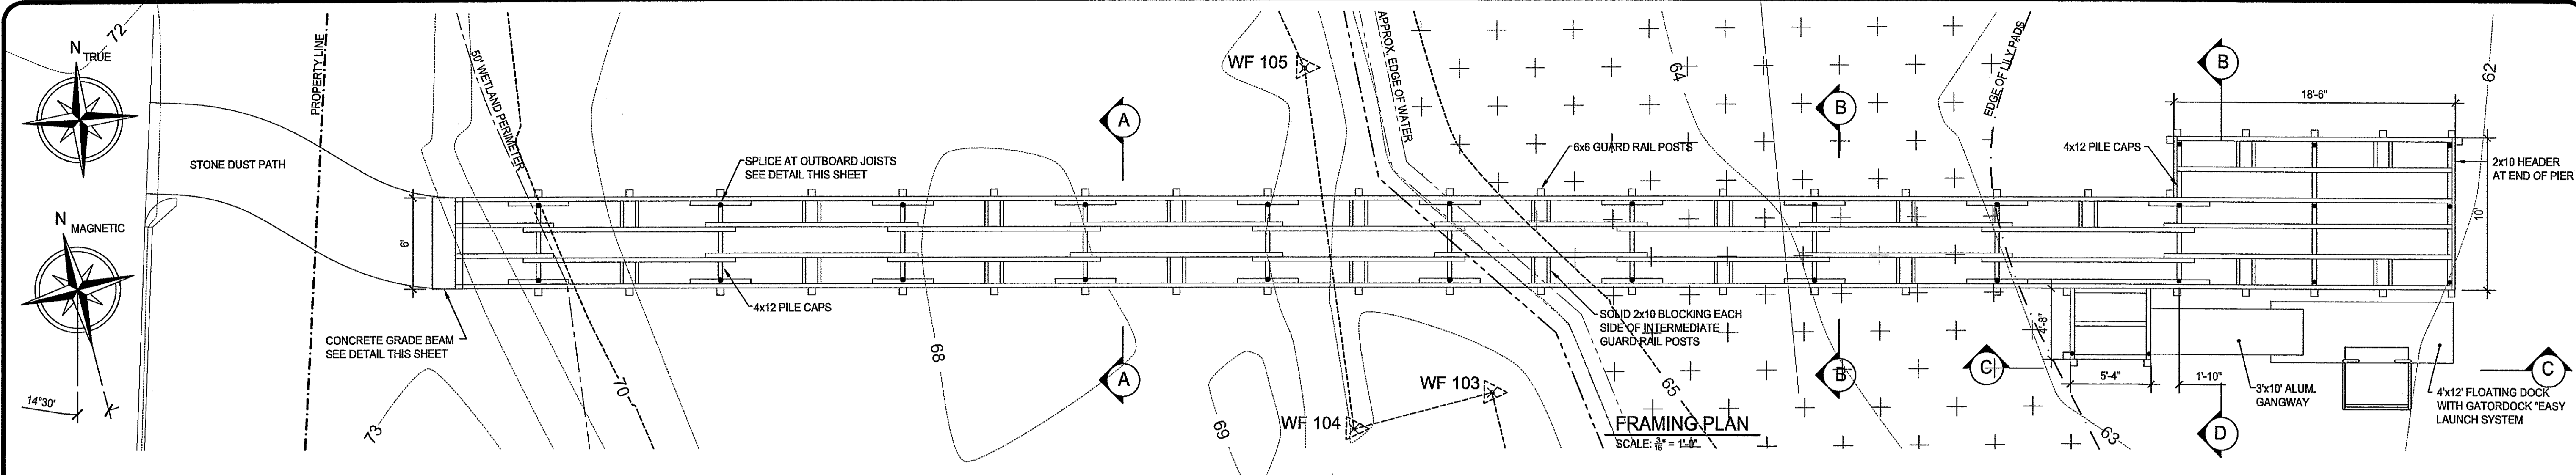 72
N TRUE
PROPERTY LINE
50' WETLAND PERIMETER
WF 105
APPROX. EDGE OF WATER
64
EDGE OF LILY PADS
B
62
18'-6"
A
B
STONE DUST PATH
SPLICE AT OUTBOARD JOISTS
SEE DETAIL THIS SHEET
6x6 GUARD RAIL POSTS
4x12 PILE CAPS
2x10 HEADER
AT END OF PIER
N MAGNETIC
6'
10'
4x12 PILE CAPS
CONCRETE GRADE BEAM
SEE DETAIL THIS SHEET
SOLID 2x10 BLOCKING EACH
SIDE OF INTERMEDIATE
GUARD RAIL POSTS
4'-8"
68
70
A
WF 103
65
B
C
5'-4"
1'-10"
3'x10' ALUM.
GANGWAY
C
4'x12' FLOATING DOCK
WITH GATORDOCK "EASY
LAUNCH SYSTEM
14°30'
73
69
WF 104
FRAMING PLAN
SCALE: 3/16" = 1'-0"
63
D